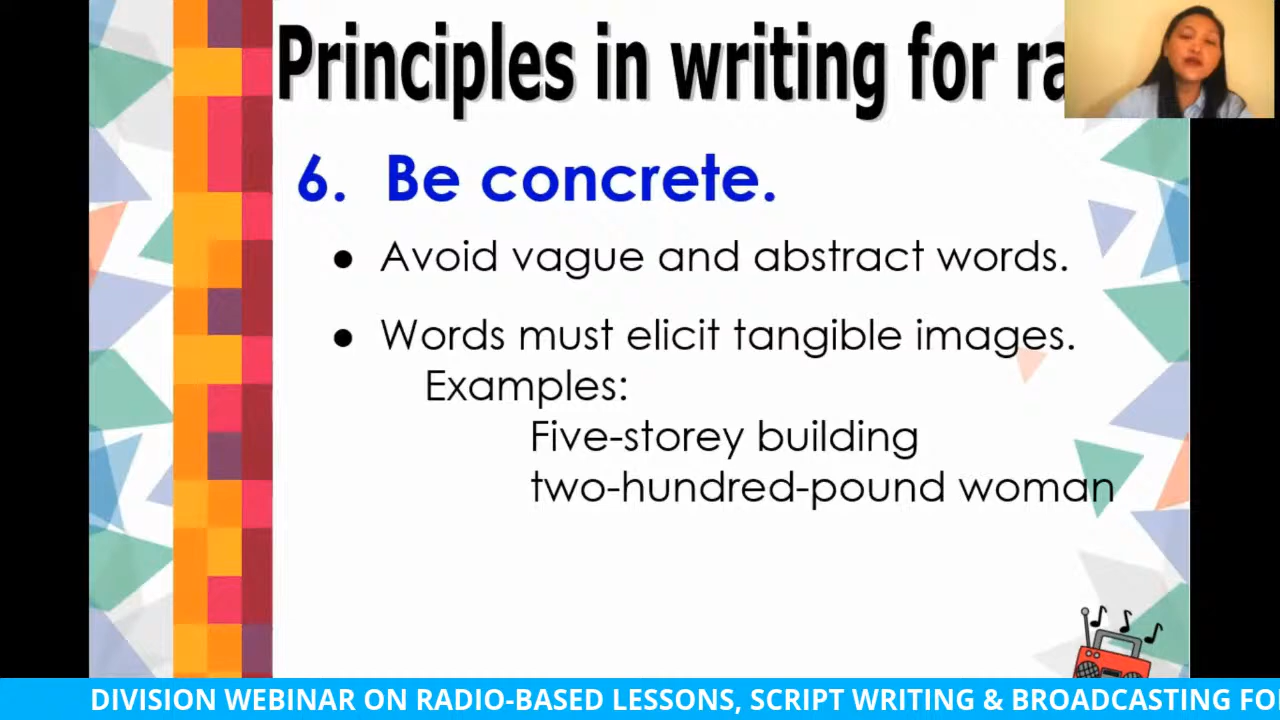 Principles in writing for ra
6. Be concrete.
● Avoid vague and abstract words.
● Words must elicit tangible images.
Examples:
Five-storey building
two-hundred-pound woman
DIVISION WEBINAR ON RADIO-BASED LESSONS, SCRIPT WRITING & BROADCASTING FO